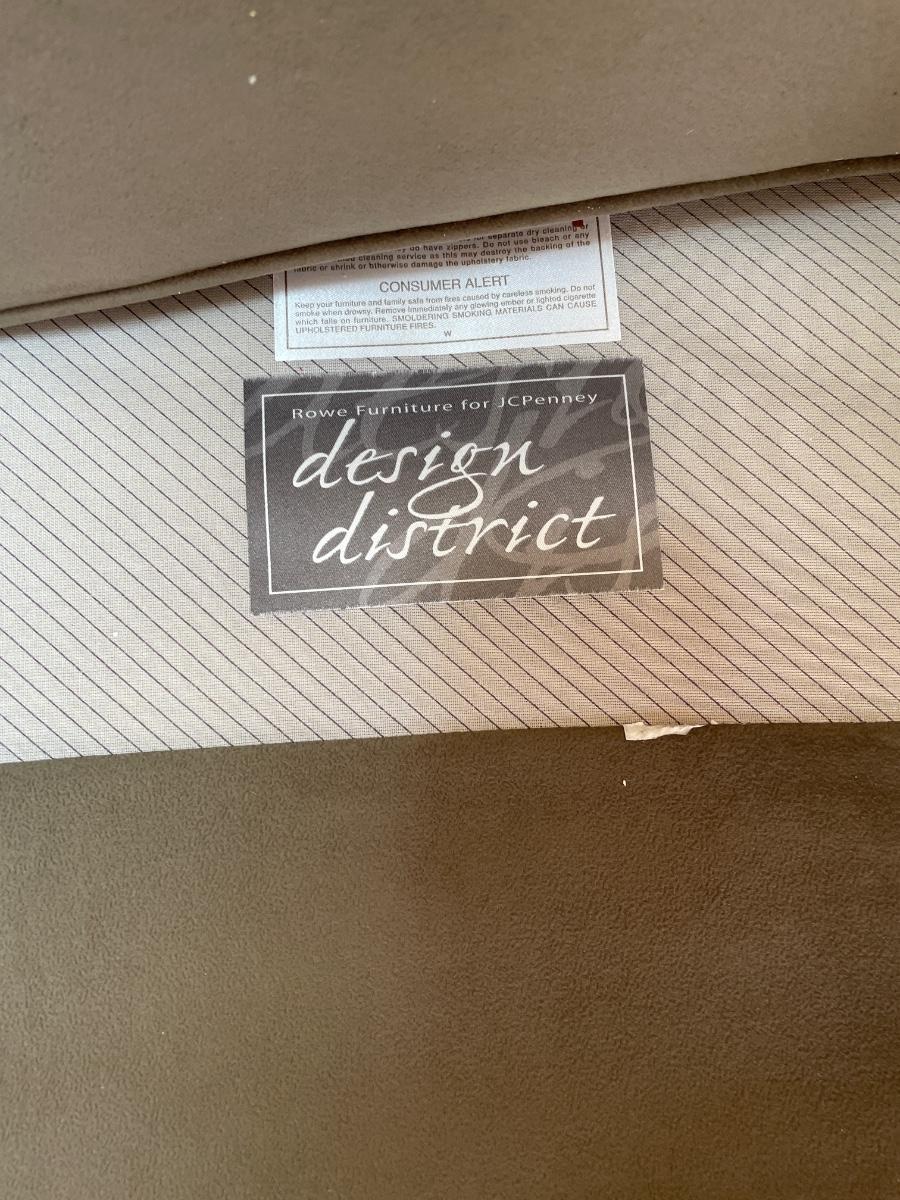 for separate dry cleaning or
do have zippers. Do not use bleach or any
cleaning service as this may destroy the backing of the
fabric or shrink or otherwise damage the upholstery fabric.
CONSUMER ALERT
Keep your furniture and family safe from fires caused by careless smoking. Do not
smoke when drowsy. Remove immediately any glowing ember or lighted cigarette
which falls on furniture. SMOLDERING SMOKING MATERIALS CAN CAUSE
UPHOLSTERED FURNITURE FIRES.
W
Rowe Furniture for JCPenney
design
district